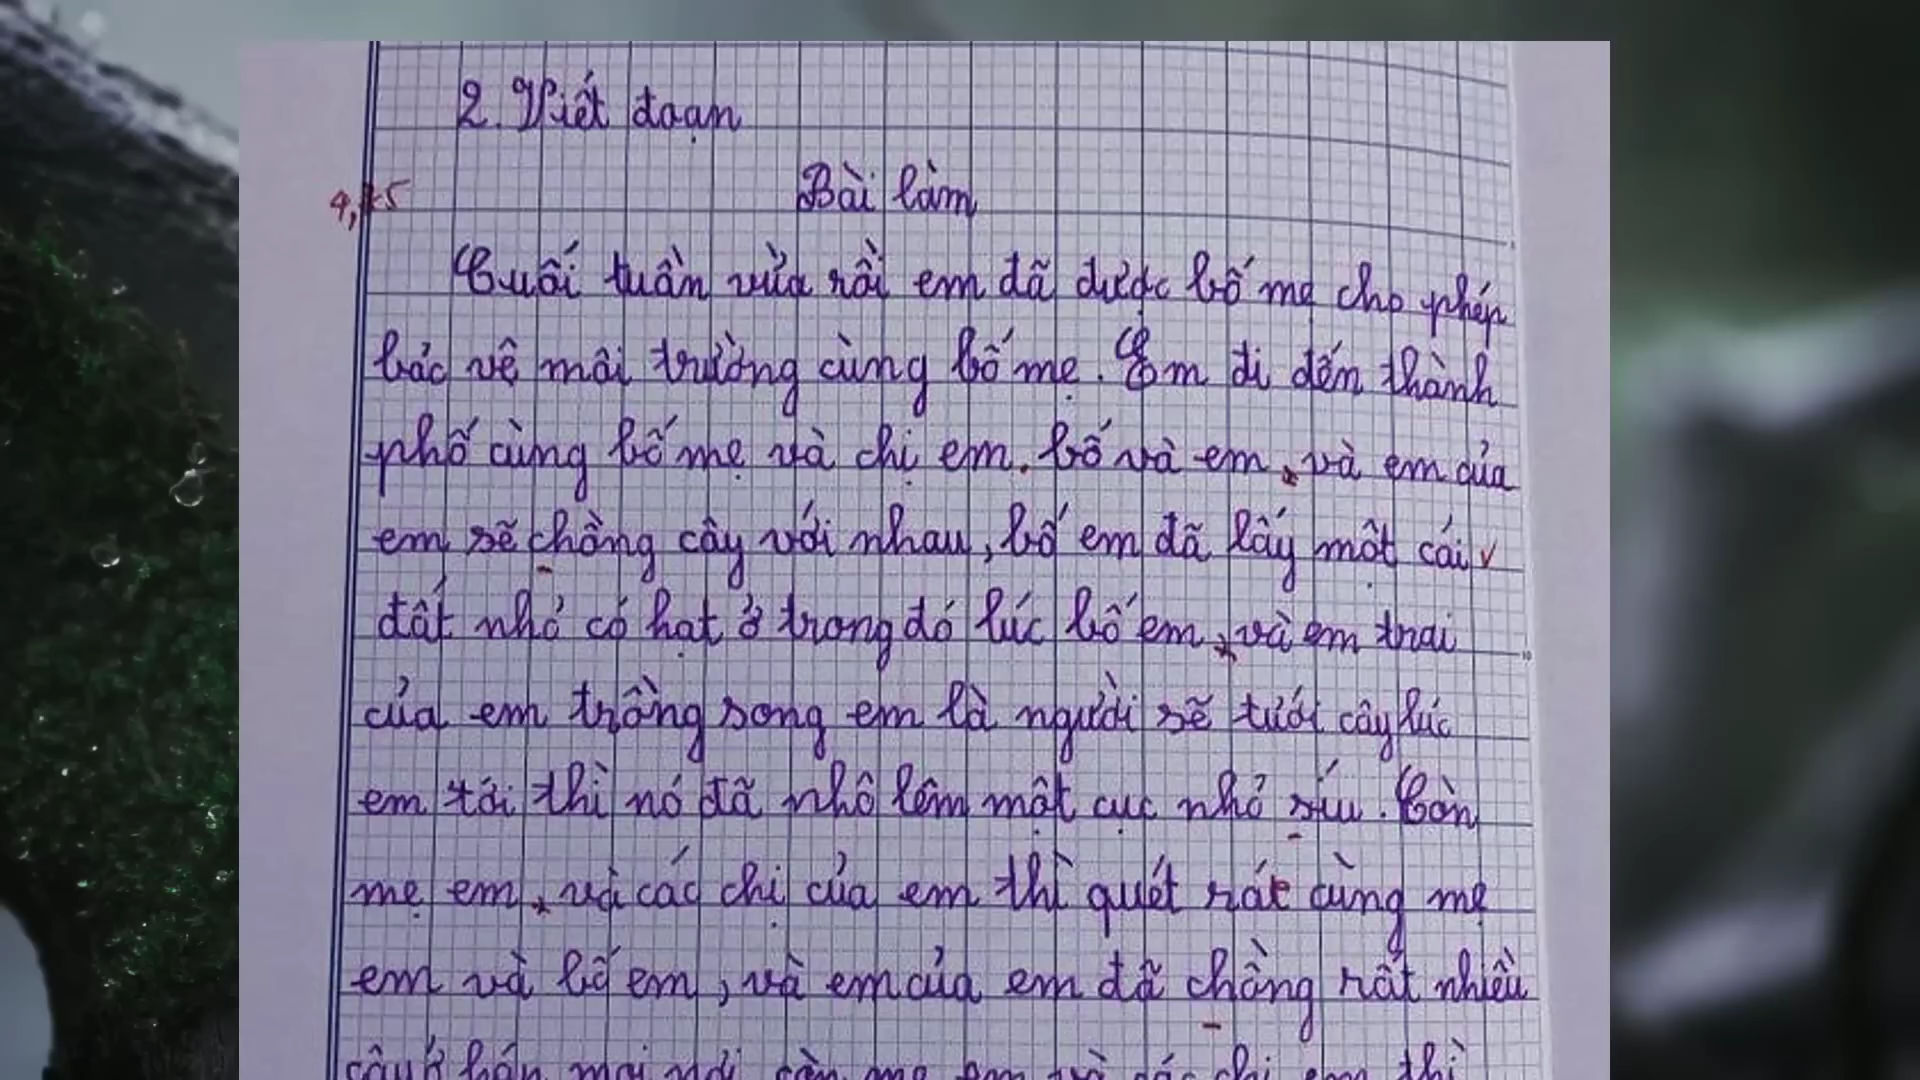 2. Viết đoạn
Bài làm
4,5
Cuối tuần vừa rồi em đã được bố mẹ cho phép
bác vệ môi trường cùng bố mẹ. Em đi đến thành
phố cùng bố mẹ và chị em. bố và em, và em của
em sẽ chồng cây với nhau, bố em đã lấy một cái
đất nhỏ có hạt ở trong đó lúc bố em, và em trai
của em trồng song em là người sẽ tưới cây lúc
em tới thì nó đã nhô lên một cục nhỏ síu. Còn
mẹ em, và các chị của em thì quét rát cùng mẹ
em và bố em, và em của em đã chồng rất nhiều